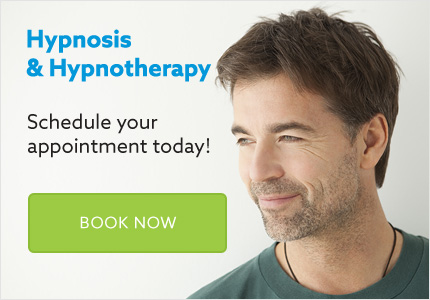 Hypnosis
& Hypnotherapy
Schedule your
appointment today!
BOOK NOW